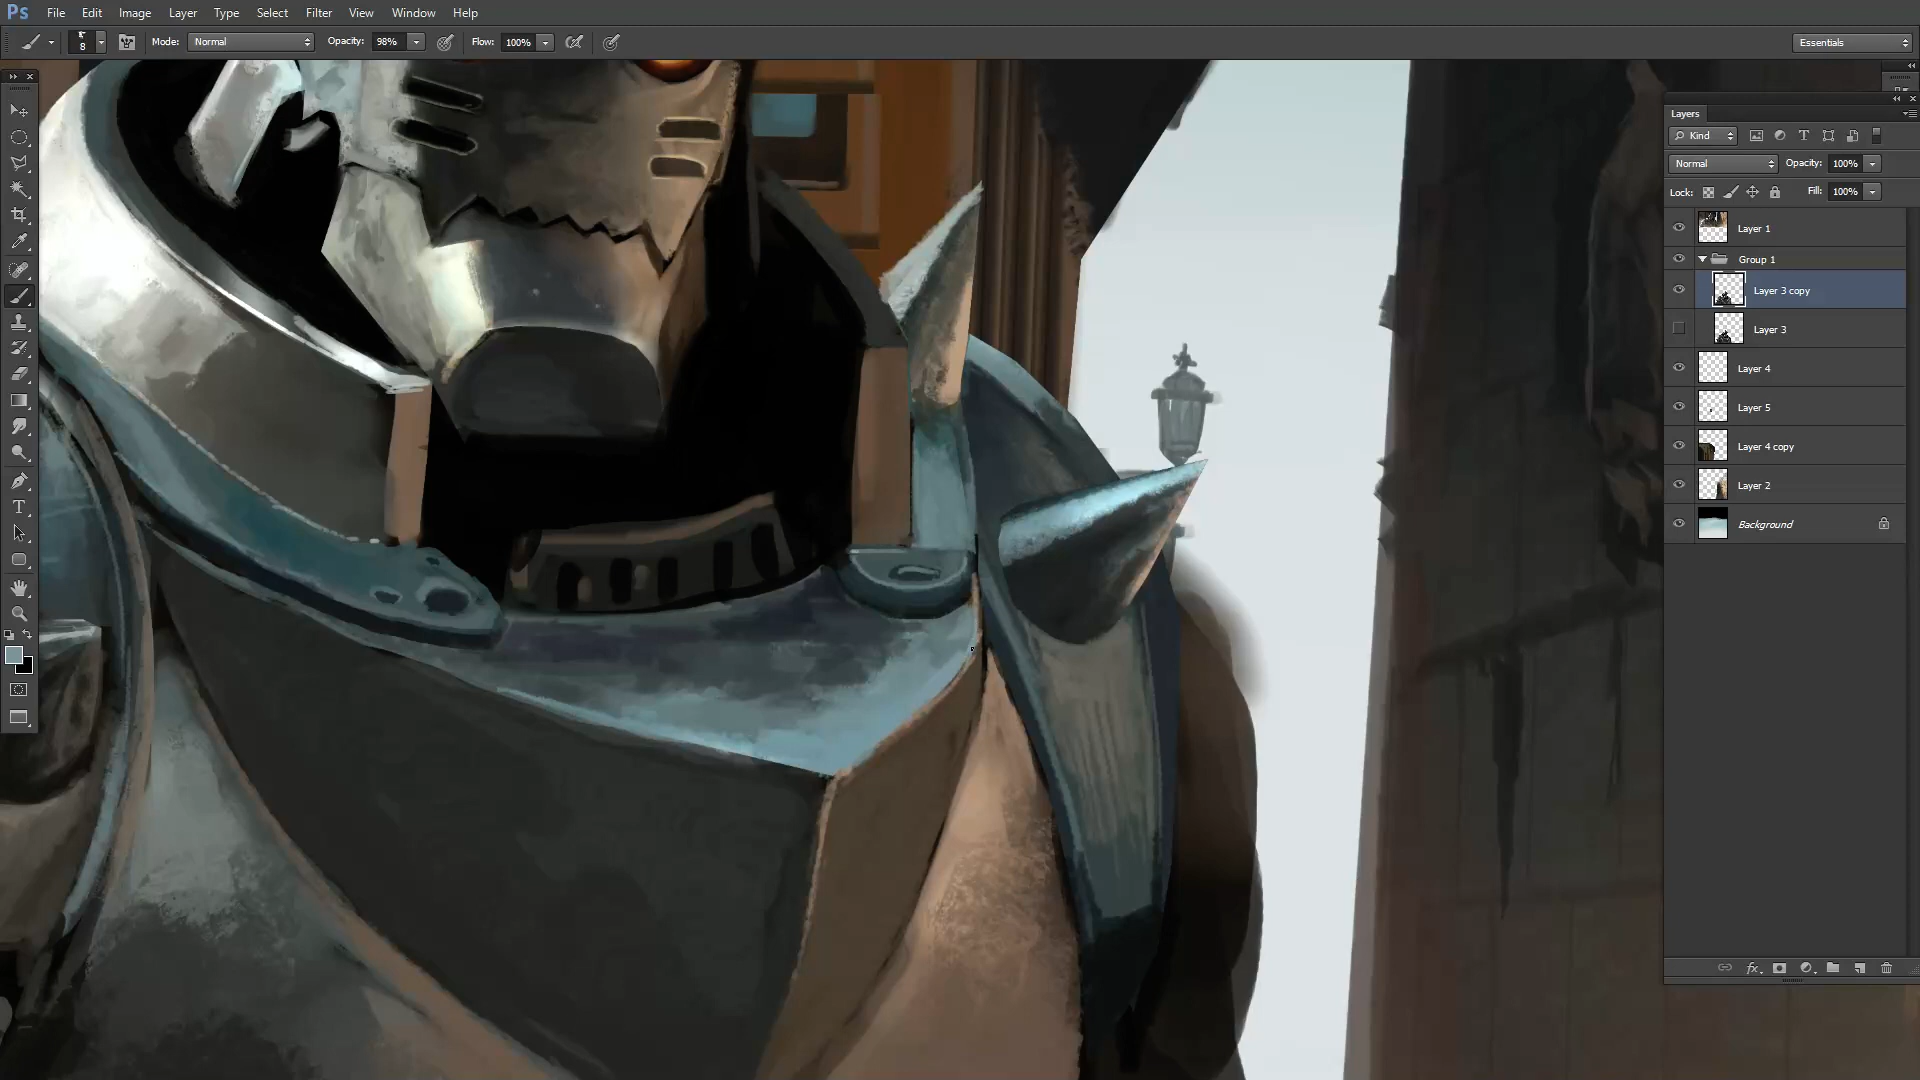 Ps File Edit Image Layer Type Select Filter View Window Help
8 Mode: Normal Opacity: 98% Flow: 100% Essentials
Layers
Kind
Normal Opacity: 100%
Lock: Fill: 100%
Layer 1
Group 1
Layer 3 copy
Layer 3
Layer 4
Layer 5
Layer 4 copy
Layer 2
Background